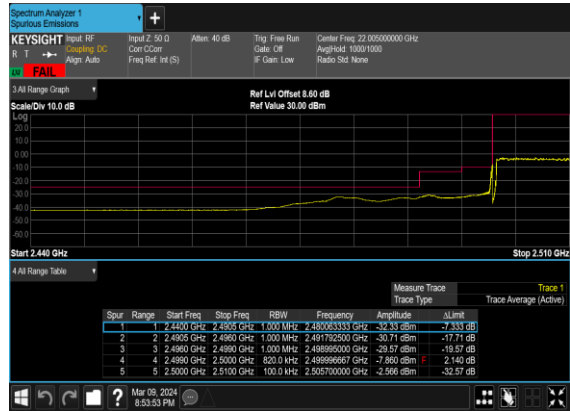 Spectrum Analyzer 1
Spurious Emissions
KEYSIGHT
R T
Input: RF
Coupling: DC
Align: Auto
Input Z: 50 Ω
Corr CCorr
Freq Ref: Int (S)
Atten: 40 dB
Trig: Free Run
Gate: Off
IF Gain: Low
Center Freq: 22.005000000 GHz
Avg|Hold: 1000/1000
Radio Std: None
FAIL
3 All Range Graph
Scale/Div 10.0 dB
Ref Lvl Offset 8.60 dB
Ref Value 30.00 dBm
Log
20.0
10.0
0.00
-10.0
-20.0
-30.0
-40.0
-50.0
-60.0
Start 2.440 GHz
Stop 2.510 GHz
4 All Range Table
Measure Trace Trace 1
Trace Type Trace Average (Active)
Spur Range Start Freq Stop Freq RBW Frequency Amplitude ΔLimit
1 1 2.4400 GHz 2.4905 GHz 1.000 MHz 2.480063333 GHz -32.33 dBm -7.333 dB
2 2 2.4905 GHz 2.4960 GHz 1.000 MHz 2.491792500 GHz -30.71 dBm -17.71 dB
3 3 2.4960 GHz 2.4990 GHz 1.000 MHz 2.498995000 GHz -29.57 dBm -19.57 dB
4 4 2.4990 GHz 2.5000 GHz 820.0 kHz 2.499996667 GHz -7.860 dBm F 2.140 dB
5 5 2.5000 GHz 2.5100 GHz 100.0 kHz 2.505700000 GHz -2.566 dBm -32.57 dB
?
Mar 09, 2024
8:53:53 PM